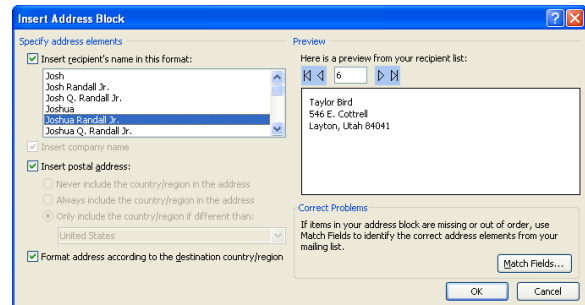 Insert Address Block
Specify address elements
Insert recipient's name in this format:
Josh
Josh Randall Jr.
Josh Q. Randall Jr.
Joshua
Joshua Randall Jr.
Joshua Q. Randall Jr.
Insert company name
Insert postal address:
Never include the country/region in the address
Always include the country/region in the address
Only include the country/region if different than:
United States
Format address according to the destination country/region
Preview
Here is a preview from your recipient list:
6
Taylor Bird
546 E. Cottrell
Layton, Utah 84041
Correct Problems
If items in your address block are missing or out of order, use
Match Fields to identify the correct address elements from your
mailing list.
Match Fields...
OK
Cancel